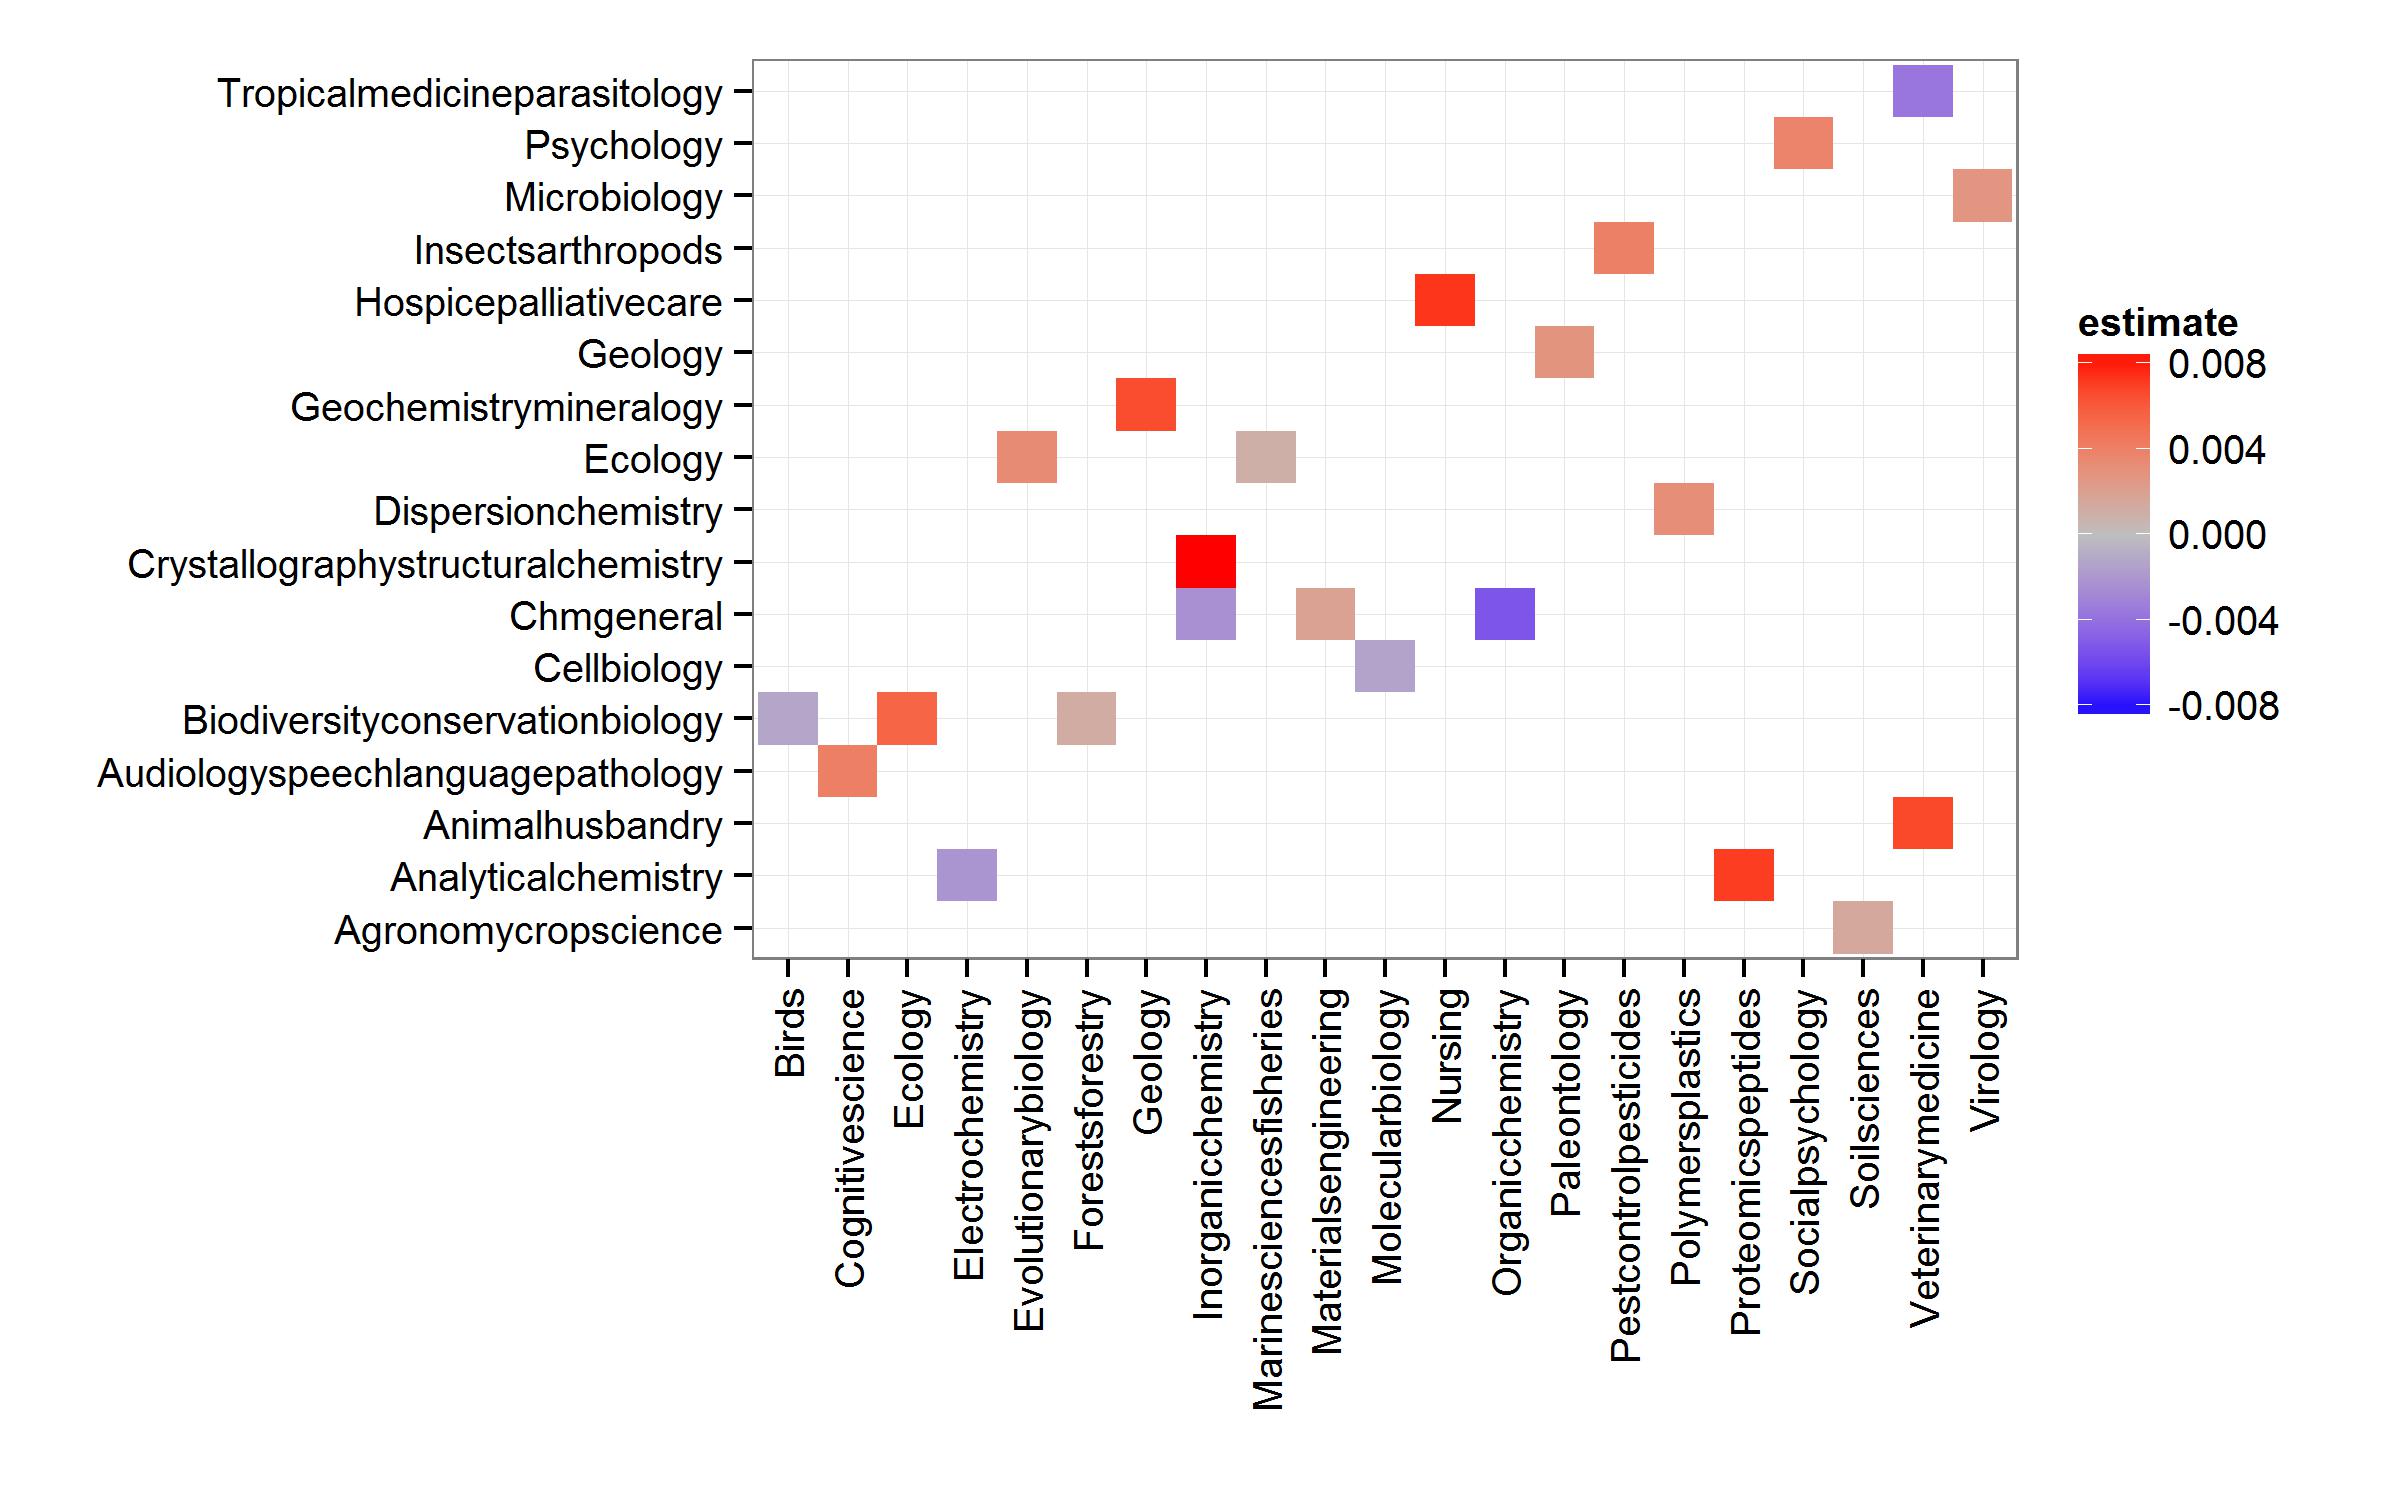 Tropicalmedicineparasitology
Psychology
Microbiology
Insectsarthropods
Hospicepalliativecare
Geology
Geochemistrymineralogy
Ecology
Dispersionchemistry
Crystallographystructuralchemistry
Chmgeneral
Cellbiology
Biodiversityconservationbiology
Audiologyspeechlanguagepathology
Animalhusbandry
Analyticalchemistry
Agronomycropscience
Birds
Cognitivescience
Ecology
Electrochemistry
Evolutionarybiology
Forestsforestry
Geology
Inorganicchemistry
Marinesciencesfisheries
Materialsengineering
Molecularbiology
Nursing
Organicchemistry
Paleontology
Pestcontrolpesticides
Polymersplastics
Proteomicspeptides
Socialpsychology
Soilsciences
Veterinarymedicine
Virology
estimate
0.008
0.004
0.000
-0.004
-0.008